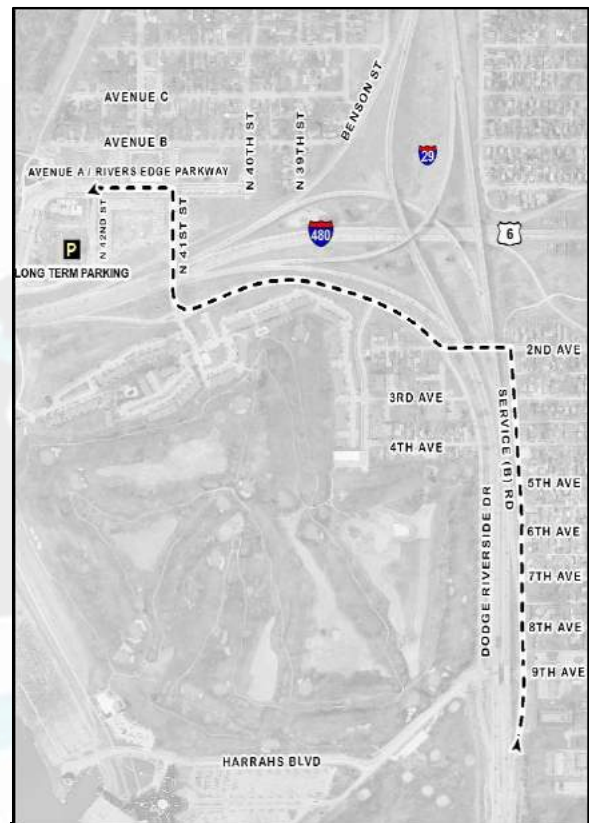 AVENUE C
AVENUE B
AVENUE A / RIVERS EDGE PARKWAY
N 42ND ST
N 41ST ST
N 40TH ST
N 39TH ST
BENSON ST
29
480
6
P
LONG TERM PARKING
2ND AVE
3RD AVE
4TH AVE
SERVICE (B) RD
DODGE RIVERSIDE DR
5TH AVE
6TH AVE
7TH AVE
8TH AVE
9TH AVE
HARRAHS BLVD